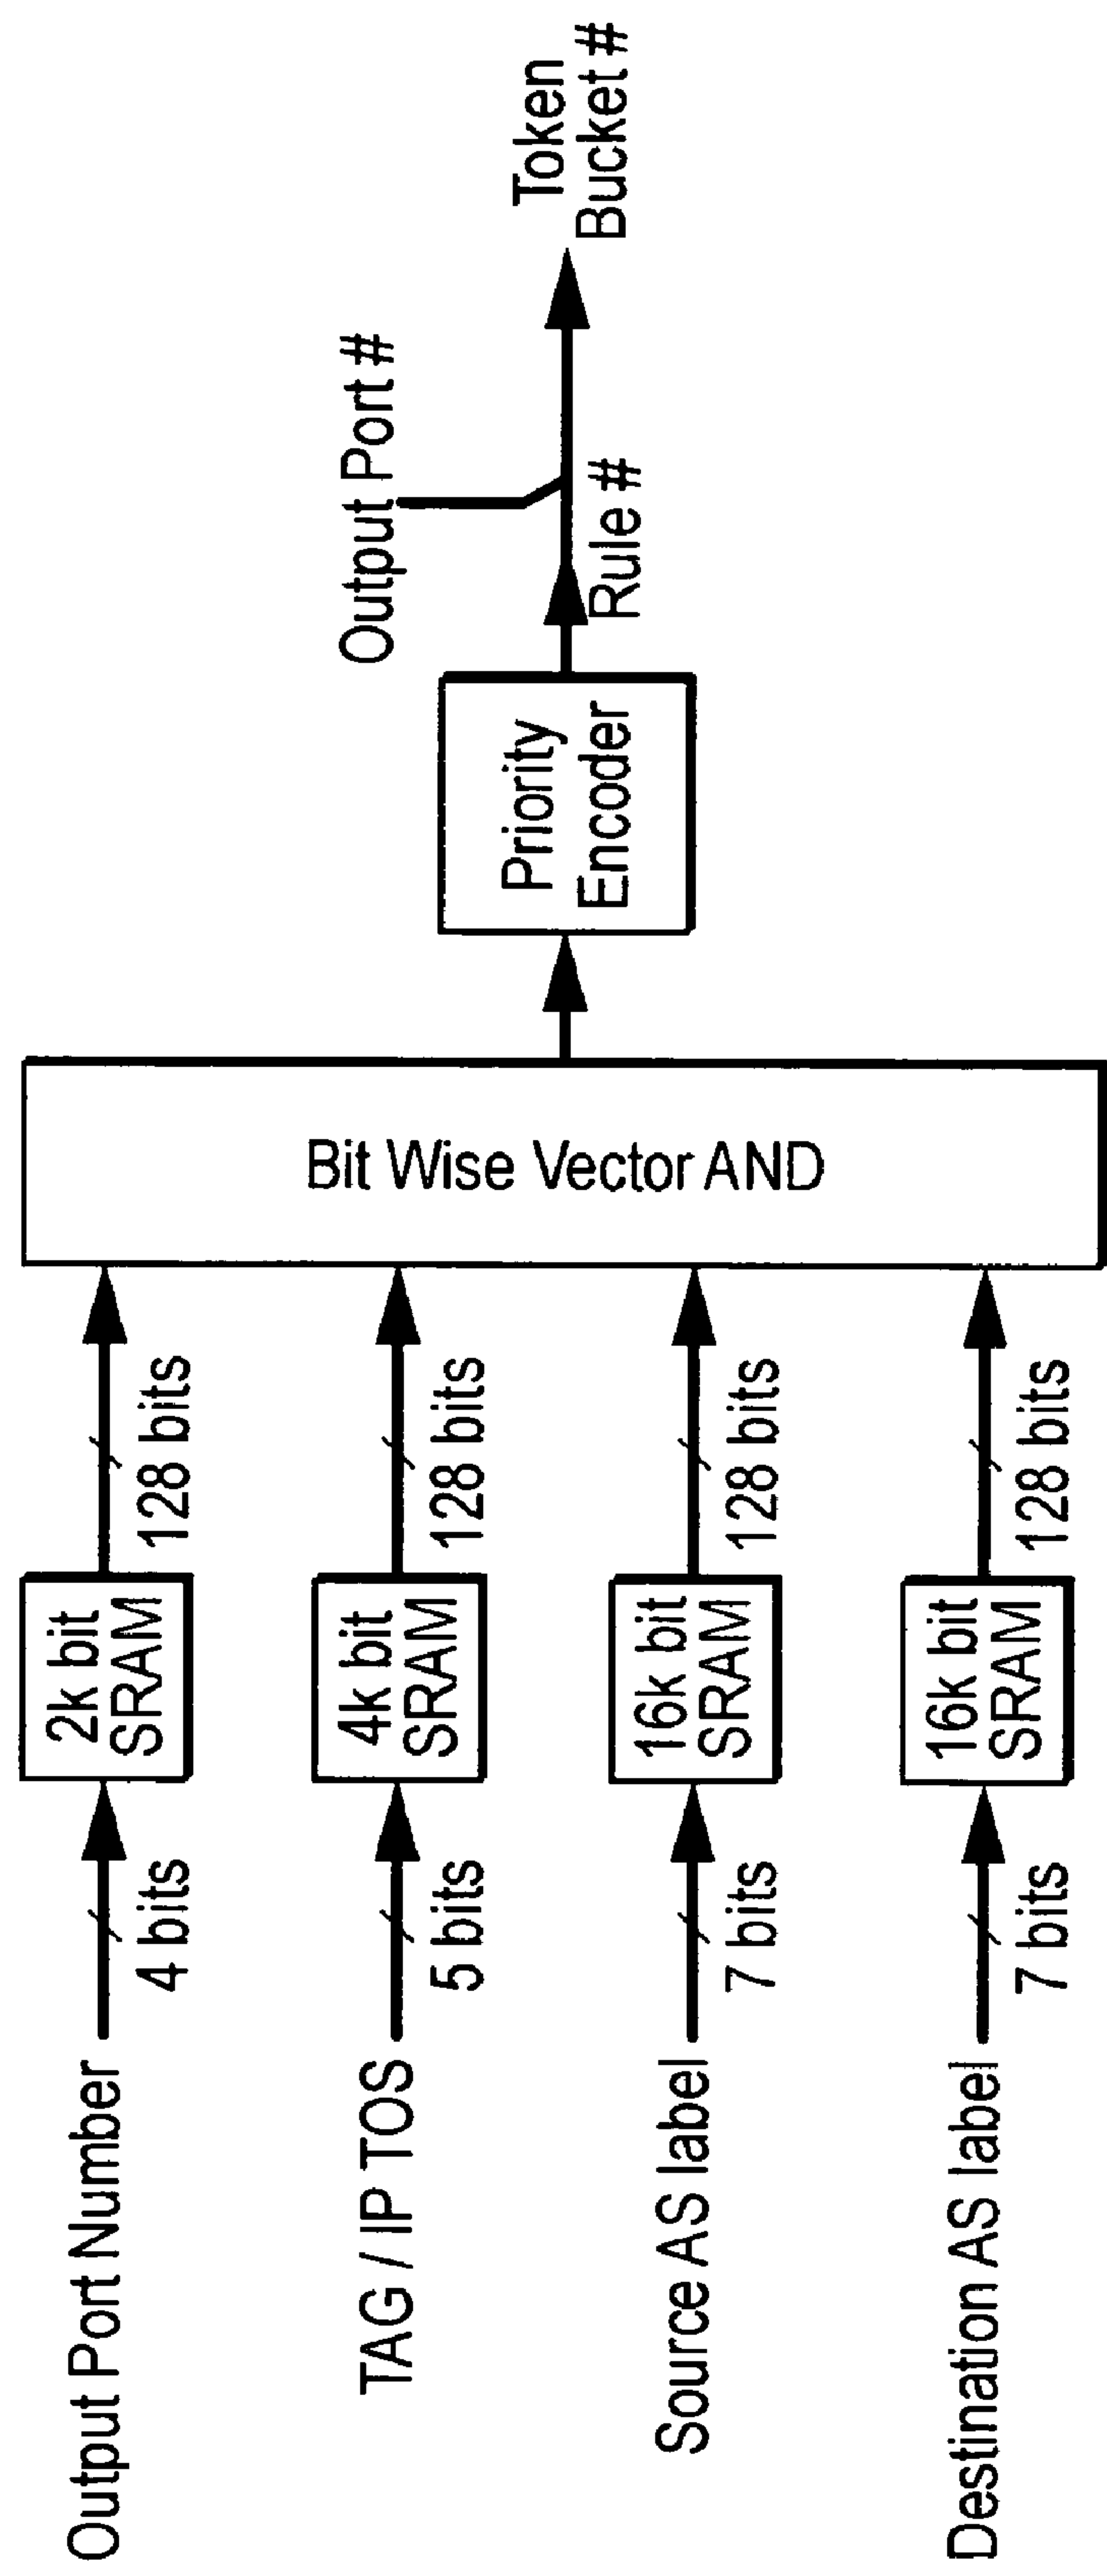 Output Port Number
4 bits
2k bit
SRAM
128 bits
TAG / IP TOS
5 bits
4k bit
SRAM
128 bits
Source AS label
7 bits
16k bit
SRAM
128 bits
Destination AS label
7 bits
16k bit
SRAM
128 bits
Bit Wise Vector AND
Priority
Encoder
Output Port #
Rule #
Token
Bucket #